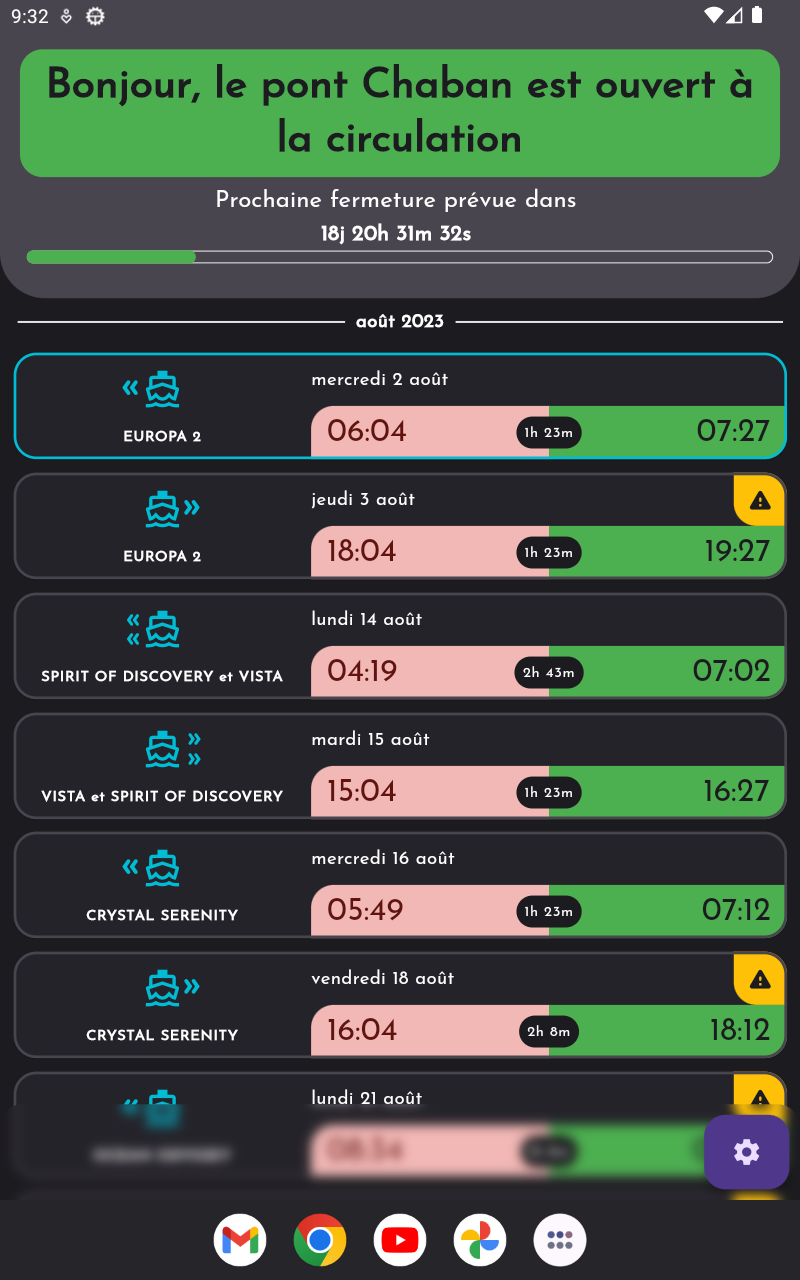 9:32
Bonjour, le pont Chaban est ouvert à
la circulation
Prochaine fermeture prévue dans
18j 20h 31m 32s
août 2023
mercredi 2 août
EUROPA 2
06:04 1h 23m 07:27
jeudi 3 août
EUROPA 2
18:04 1h 23m 19:27
lundi 14 août
SPIRIT OF DISCOVERY et VISTA
04:19 2h 43m 07:02
mardi 15 août
VISTA et SPIRIT OF DISCOVERY
15:04 1h 23m 16:27
mercredi 16 août
CRYSTAL SERENITY
05:49 1h 23m 07:12
vendredi 18 août
CRYSTAL SERENITY
16:04 2h 8m 18:12
lundi 21 août